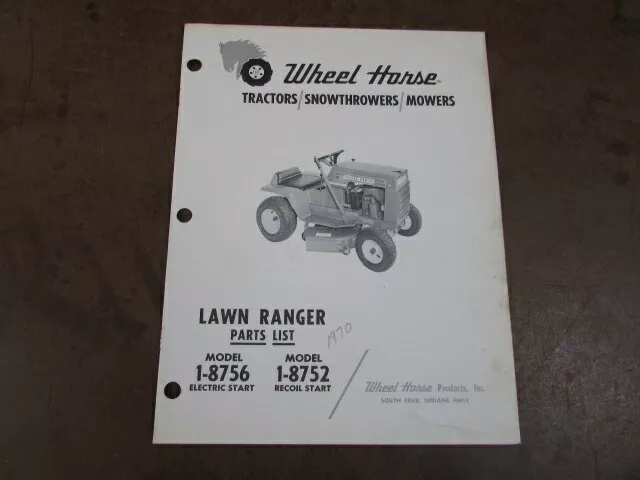 Wheel Horse
TRACTORS/SNOWTHROWERS/MOWERS
LAWN RANGER
PARTS LIST
1970
MODEL
1-8756
ELECTRIC START
MODEL
1-8752
RECOIL START
Wheel Horse Products, Inc.
SOUTH BEND, INDIANA